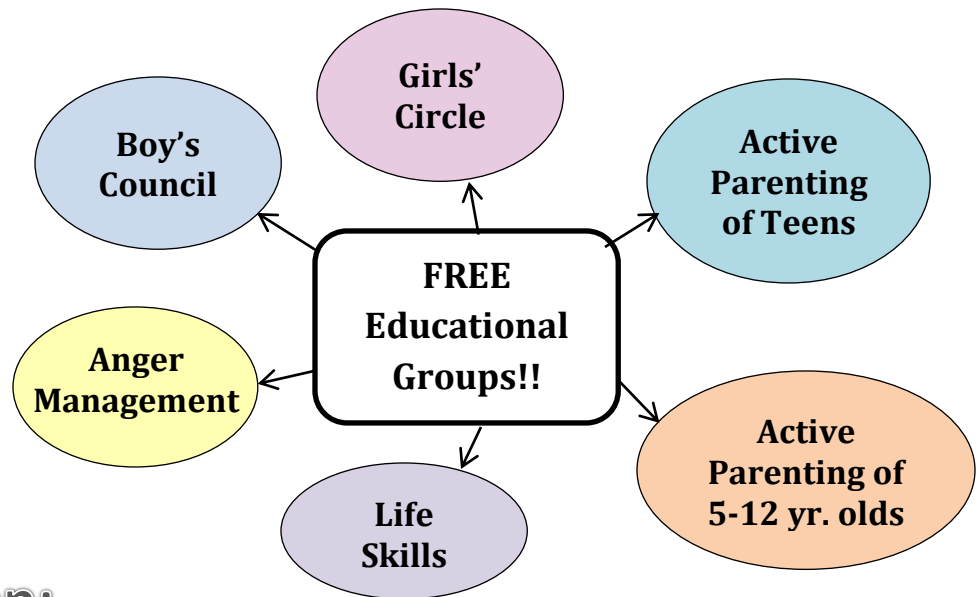 Girls'
Circle
Boy's
Council
Active
Parenting
of Teens
FREE
Educational
Groups!!
Anger
Management
Active
Parenting of
5-12 yr. olds
Life
Skills